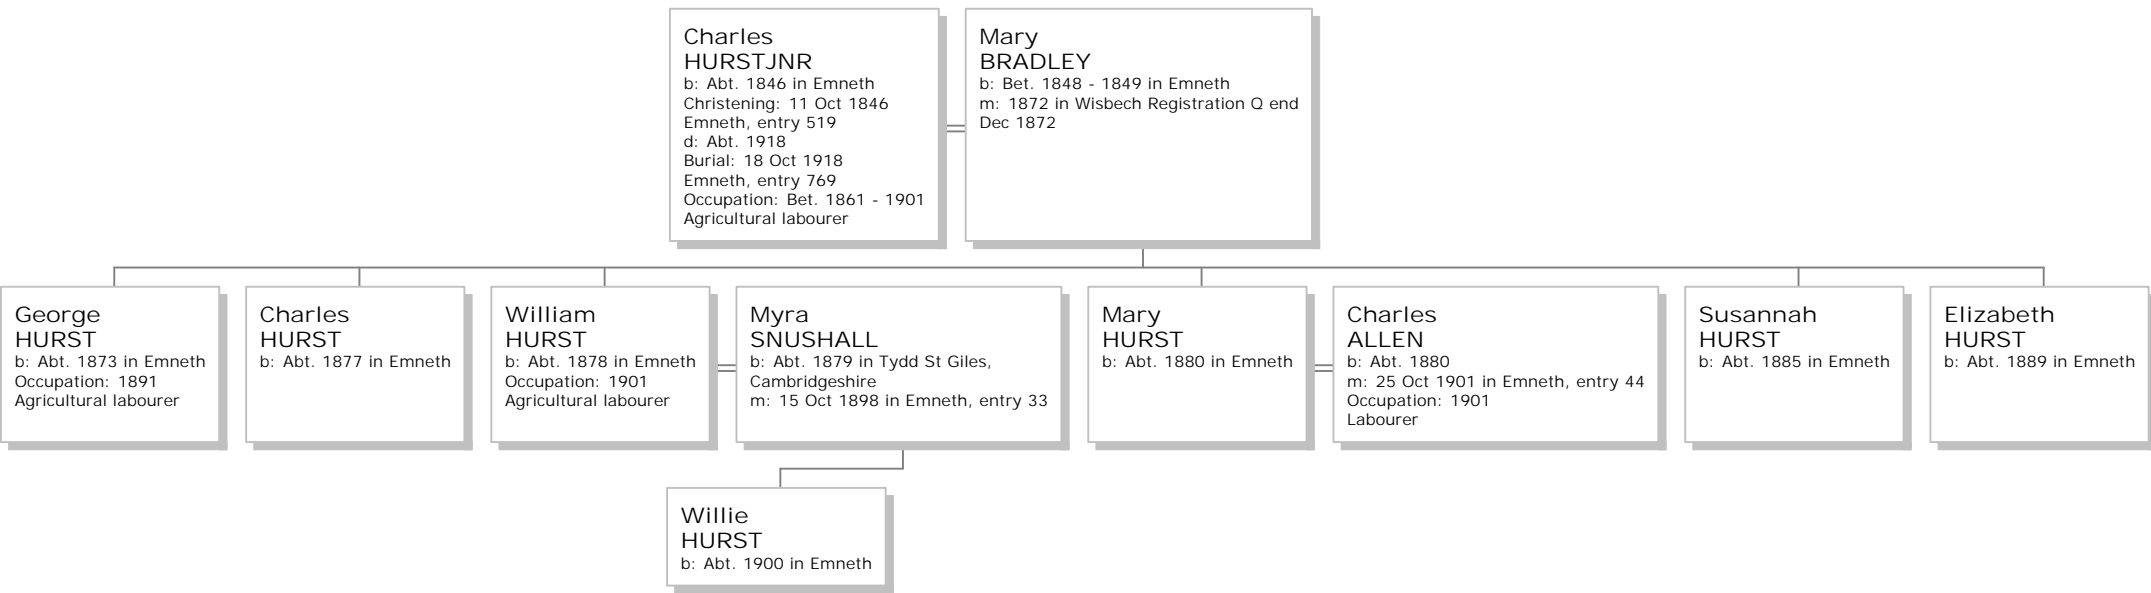 Charles
HURSTJNR
b: Abt. 1846 in Emneth
Christening: 11 Oct 1846
Emneth, entry 519
d: Abt. 1918
Burial: 18 Oct 1918
Emneth, entry 769
Occupation: Bet. 1861 - 1901
Agricultural labourer
Mary
BRADLEY
b: Bet. 1848 - 1849 in Emneth
m: 1872 in Wisbech Registration Q end
Dec 1872
George
HURST
b: Abt. 1873 in Emneth
Occupation: 1891
Agricultural labourer
Charles
HURST
b: Abt. 1877 in Emneth
William
HURST
b: Abt. 1878 in Emneth
Occupation: 1901
Agricultural labourer
Myra
SNUSHALL
b: Abt. 1879 in Tydd St Giles,
Cambridgeshire
m: 15 Oct 1898 in Emneth, entry 33
Mary
HURST
b: Abt. 1880 in Emneth
Charles
ALLEN
b: Abt. 1880
m: 25 Oct 1901 in Emneth, entry 44
Occupation: 1901
Labourer
Susannah
HURST
b: Abt. 1885 in Emneth
Elizabeth
HURST
b: Abt. 1889 in Emneth
Willie
HURST
b: Abt. 1900 in Emneth